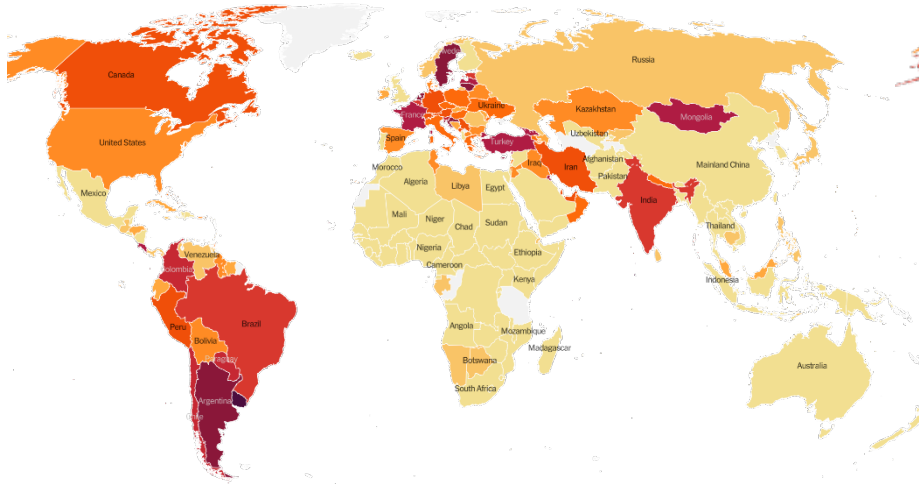 Sweden
Russia
Canada
Ukraine
France
Kazakhstan
Mongolia
United States
Spain
Uzbekistan
Turkey
Iraq
Iran
Afghanistan
Mainland China
Morocco
Algeria
Libya
Egypt
Pakistan
Mexico
India
Mali
Niger
Chad
Sudan
Thailand
Nigeria
Venezuela
Ethiopia
Colombia
Cameroon
Kenya
Indonesia
Peru
Brazil
Angola
Mozambique
Bolivia
Madagascar
Paraguay
Botswana
Australia
South Africa
Argentina
Chile